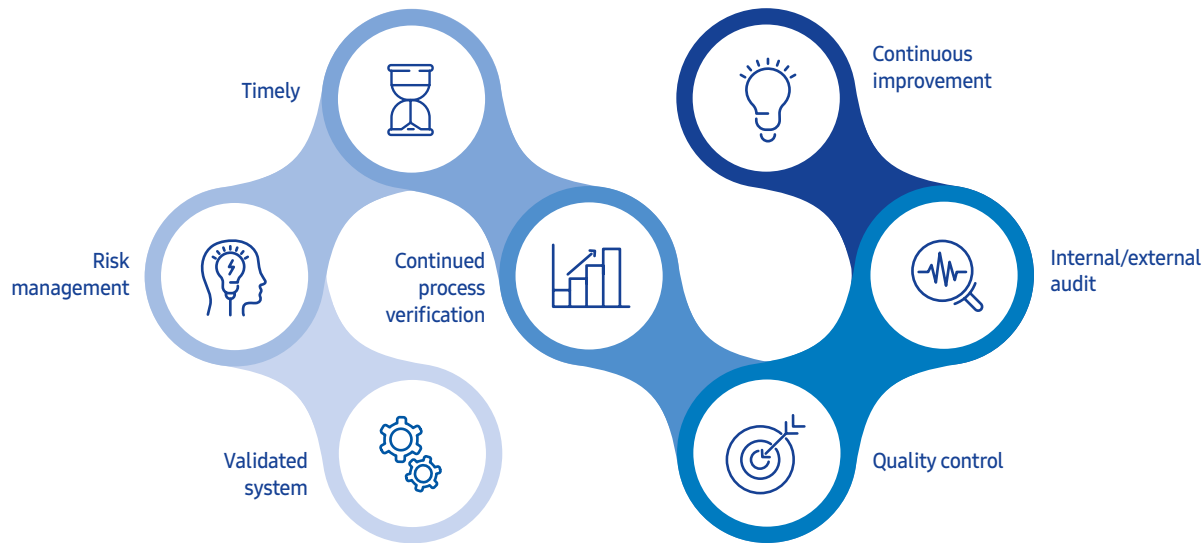 Timely
Continuous
improvement
Risk
management
Continued
process
verification
Internal/external
audit
Validated
system
Quality control